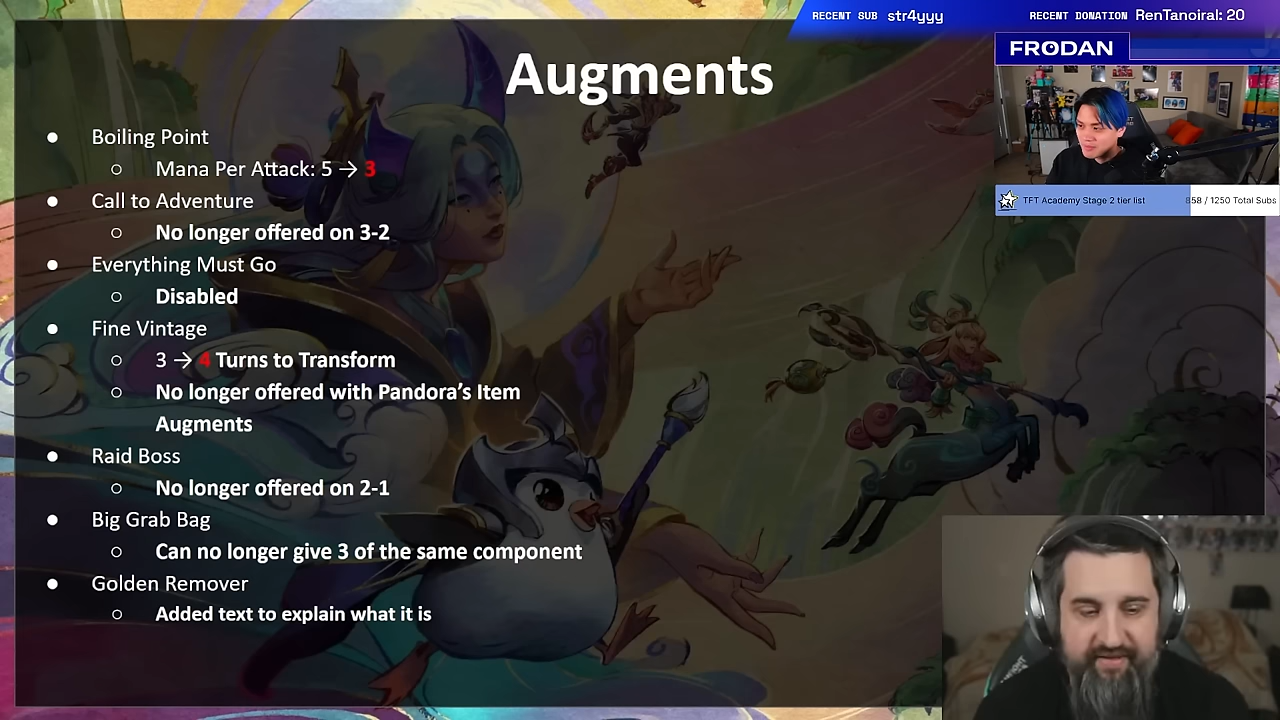 RECENT SUB str4yyy RECENT DONATION RenTanoiral: 20
FRODAN
TFT Academy Stage 2 tier list 858 / 1250 Total Subs
Augments
● Boiling Point
○ Mana Per Attack: 5 → 3
● Call to Adventure
○ No longer offered on 3-2
● Everything Must Go
○ Disabled
● Fine Vintage
○ 3 → 4 Turns to Transform
○ No longer offered with Pandora's Item
Augments
● Raid Boss
○ No longer offered on 2-1
● Big Grab Bag
○ Can no longer give 3 of the same component
● Golden Remover
○ Added text to explain what it is